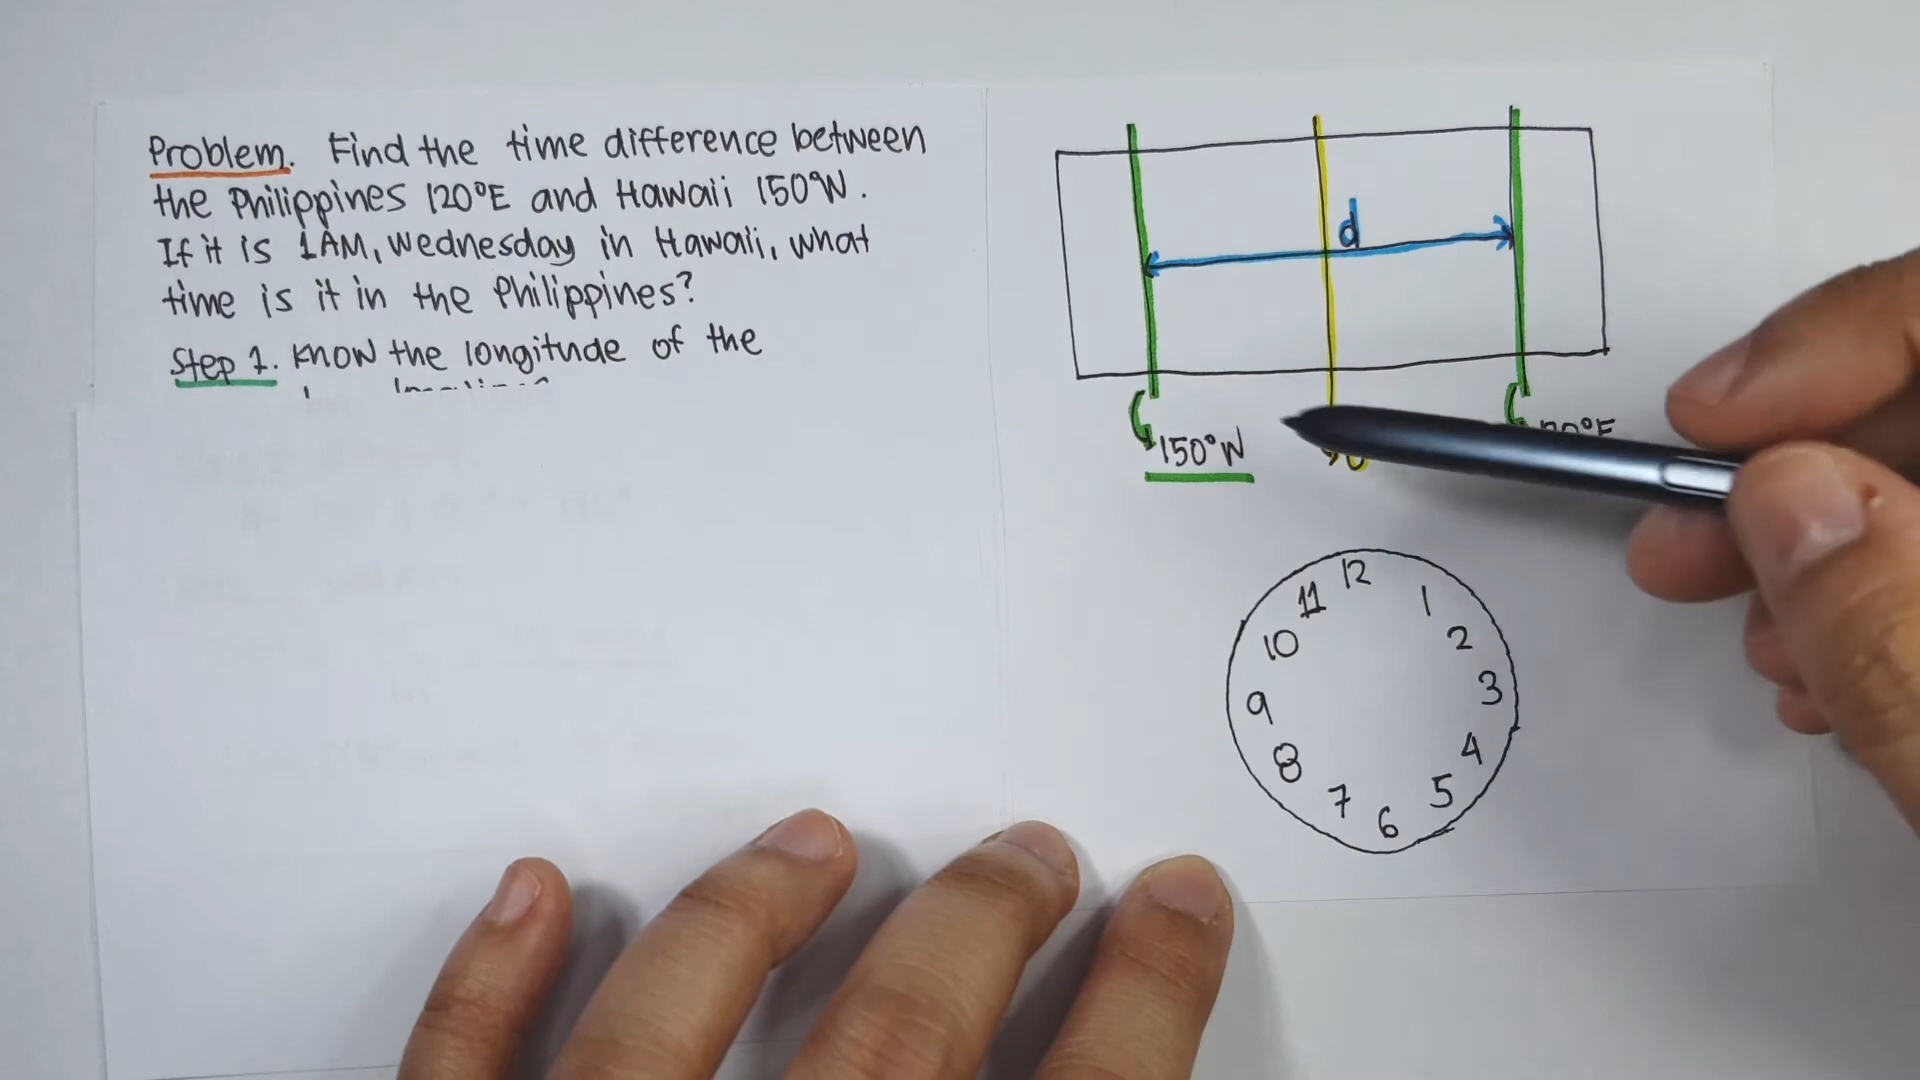 Problem. Find the time difference between
the Philippines 120°E and Hawaii 150°W.
If it is 1AM, Wednesday in Hawaii, what
time is it in the Philippines?
Step 1. Know the longitude of the
d
150°W
12
11
1
10
2
9
3
8
4
7
5
6